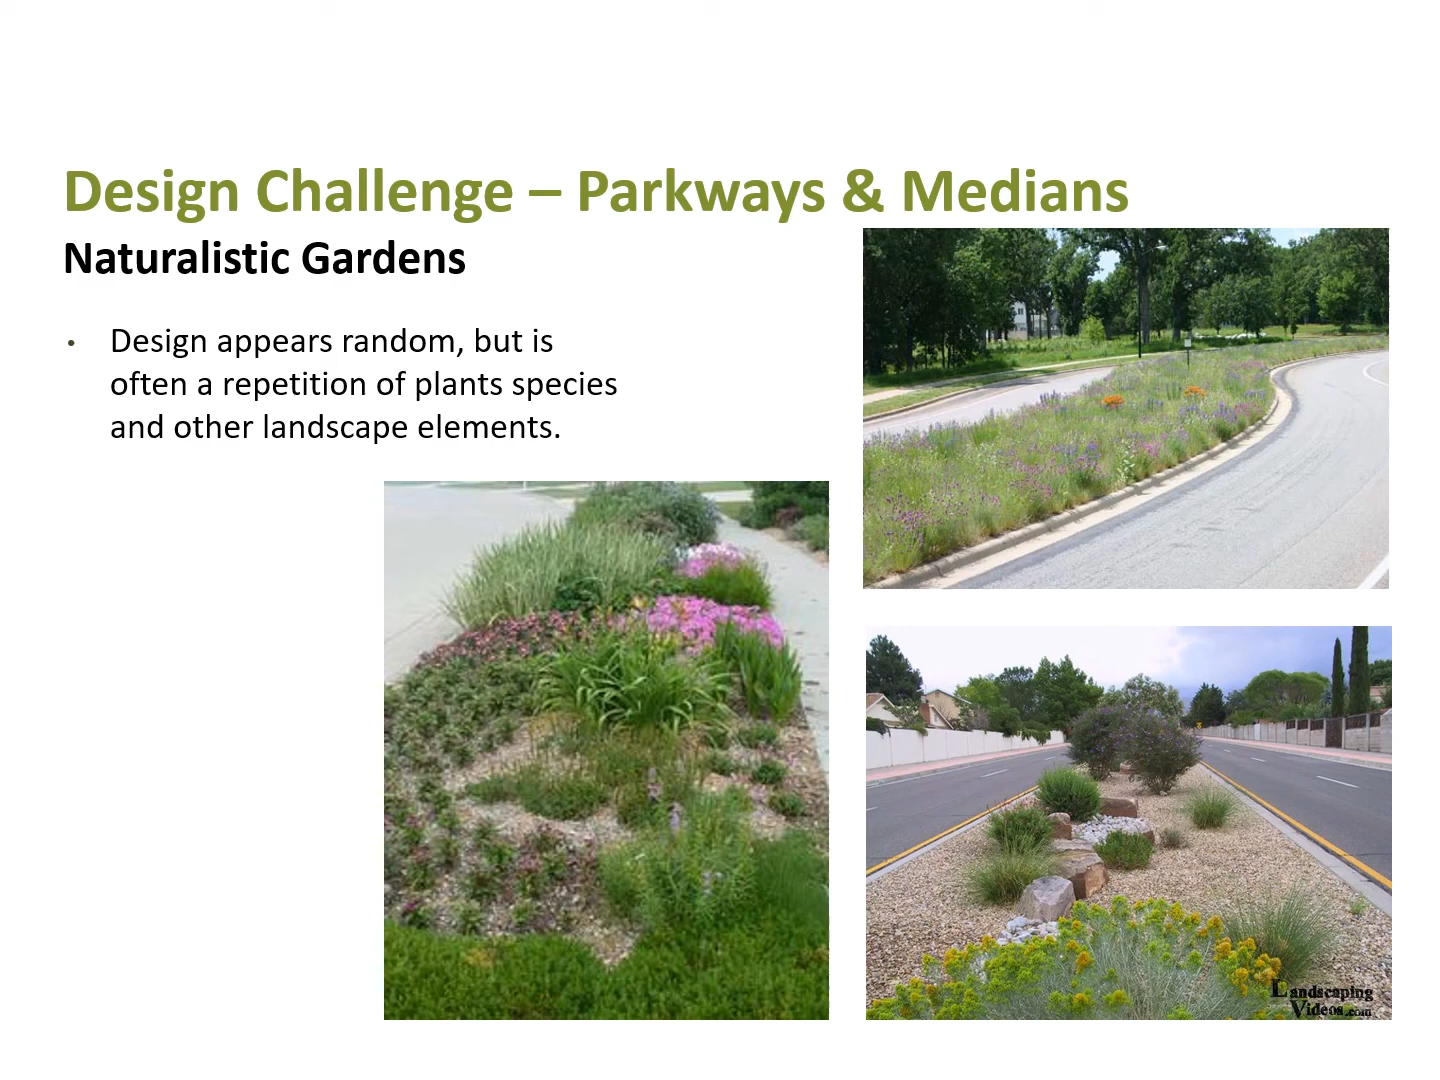 Design Challenge – Parkways & Medians
Naturalistic Gardens
• Design appears random, but is
often a repetition of plants species
and other landscape elements.
Landscaping
Videos.com